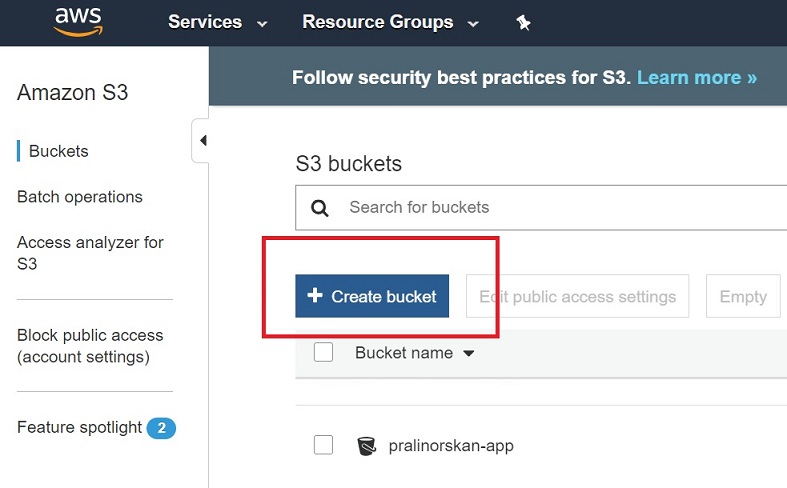 aws
Services
Resource Groups
Amazon S3
Buckets
Batch operations
Access analyzer for
S3
Block public access
(account settings)
Feature spotlight 2
Follow security best practices for S3. Learn more »
S3 buckets
Search for buckets
+ Create bucket
Edit public access settings
Empty
Bucket name
pralinorskan-app